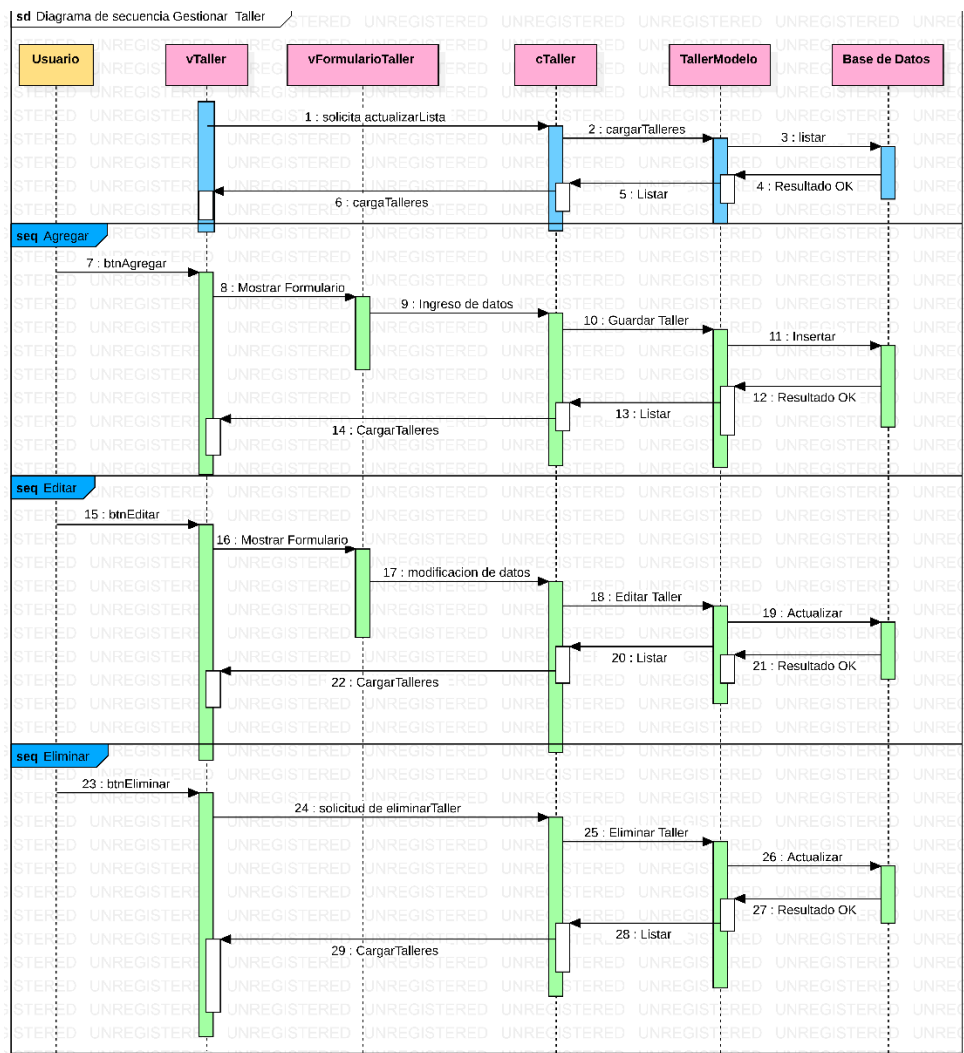 sd Diagrama de secuencia Gestionar Taller
Usuario
vTaller
vFormularioTaller
cTaller
TallerModelo
Base de Datos
1 : solicita actualizarLista
2 : cargarTalleres
3 : listar
4 : Resultado OK
5 : Listar
6 : cargaTalleres
seq Agregar
7 : btnAgregar
8 : Mostrar Formulario
9 : Ingreso de datos
10 : Guardar Taller
11 : Insertar
12 : Resultado OK
13 : Listar
14 : CargarTalleres
seq Editar
15 : btnEditar
16 : Mostrar Formulario
17 : modificacion de datos
18 : Editar Taller
19 : Actualizar
20 : Listar
21 : Resultado OK
22 : CargarTalleres
seq Eliminar
23 : btnEliminar
24 : solicitud de eliminarTaller
25 : Eliminar Taller
26 : Actualizar
27 : Resultado OK
28 : Listar
29 : CargarTalleres
UNREGISTERED